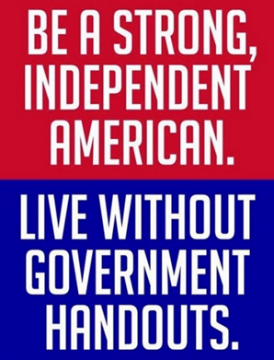 BE A STRONG,
INDEPENDENT
AMERICAN.
LIVE WITHOUT
GOVERNMENT
HANDOUTS.